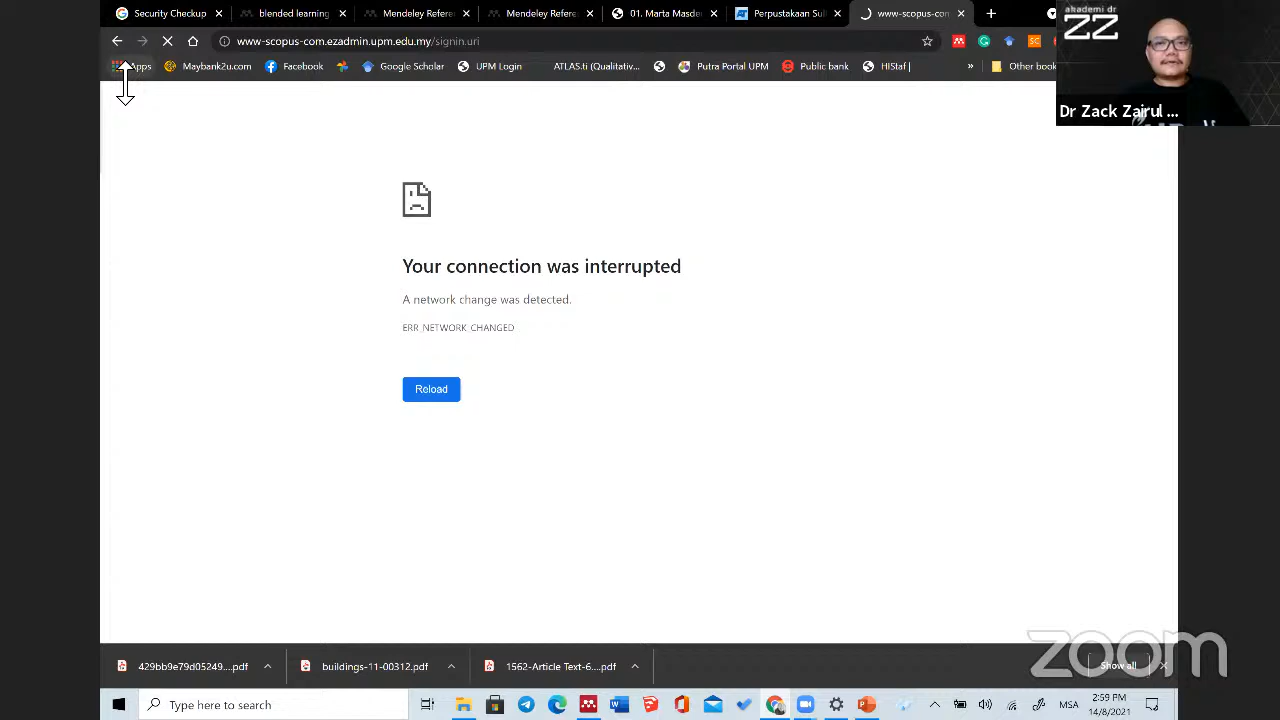 Security Checkup
blended learning
Mendeley Refere
Mendeley Refere
01. Marta Masder
Perpustakaan Sul
www-scopus-com
www-scopus-com.ezadmin.upm.edu.my/signin.uri
Apps
Maybank2u.com
Facebook
Google Scholar
UPM Login
ATLAS.ti (Qualitativ...
Putra Portal UPM
Public bank
HIStaf |
»
Other book
akademi dr
ZZ
Dr Zack Zairul ...
Your connection was interrupted
A network change was detected.
ERR_NETWORK_CHANGED
Reload
429bb9e79d05249....pdf
buildings-11-00312.pdf
1562-Article Text-6....pdf
Show all
zoom
Type here to search
MSA
2:59 PM
14/8/2021